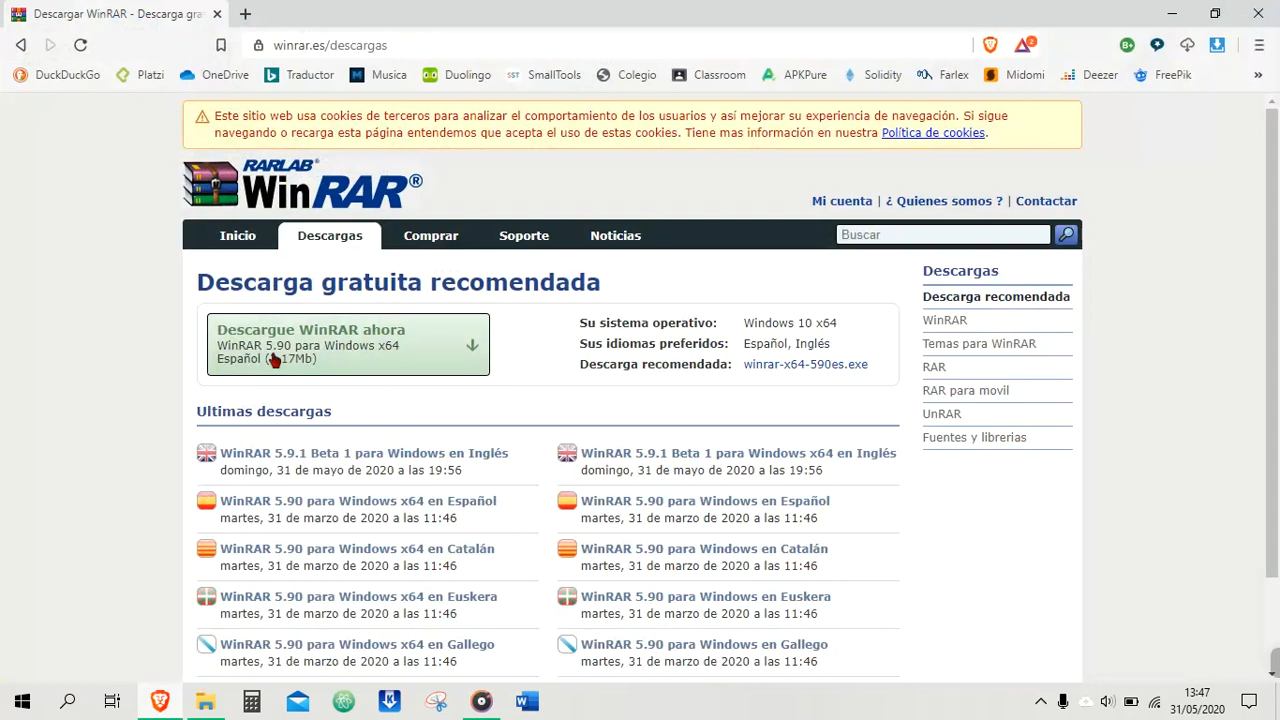 Descargar WinRAR - Descarga gra
winrar.es/descargas
2
B+
DuckDuckGo
Platzi
OneDrive
Traductor
Musica
Duolingo
SST
SmallTools
Colegio
Classroom
APKPure
Solidity
Farlex
Midomi
Deezer
FreePik
»
Este sitio web usa cookies de terceros para analizar el comportamiento de los usuarios y así mejorar su experiencia de navegación. Si sigue
navegando o recarga esta página entendemos que acepta el uso de estas cookies. Tiene mas información en nuestra Política de cookies.
RARLAB®
WinRAR®
Mi cuenta | ¿ Quienes somos ? | Contactar
Inicio
Descargas
Comprar
Soporte
Noticias
Buscar
Descarga gratuita recomendada
Descargue WinRAR ahora
WinRAR 5.90 para Windows x64
Español 17Mb)
Su sistema operativo: Windows 10 x64
Sus idiomas preferidos: Español, Inglés
Descarga recomendada: winrar-x64-590es.exe
Ultimas descargas
WinRAR 5.9.1 Beta 1 para Windows en Inglés
domingo, 31 de mayo de 2020 a las 19:56
WinRAR 5.9.1 Beta 1 para Windows x64 en Inglés
domingo, 31 de mayo de 2020 a las 19:56
WinRAR 5.90 para Windows x64 en Español
martes, 31 de marzo de 2020 a las 11:46
WinRAR 5.90 para Windows en Español
martes, 31 de marzo de 2020 a las 11:46
WinRAR 5.90 para Windows x64 en Catalán
martes, 31 de marzo de 2020 a las 11:46
WinRAR 5.90 para Windows en Catalán
martes, 31 de marzo de 2020 a las 11:46
WinRAR 5.90 para Windows x64 en Euskera
martes, 31 de marzo de 2020 a las 11:46
WinRAR 5.90 para Windows en Euskera
martes, 31 de marzo de 2020 a las 11:46
WinRAR 5.90 para Windows x64 en Gallego
martes, 31 de marzo de 2020 a las 11:46
WinRAR 5.90 para Windows en Gallego
martes, 31 de marzo de 2020 a las 11:46
Descargas
Descarga recomendada
WinRAR
Temas para WinRAR
RAR
RAR para movil
UnRAR
Fuentes y librerias
13:47
31/05/2020